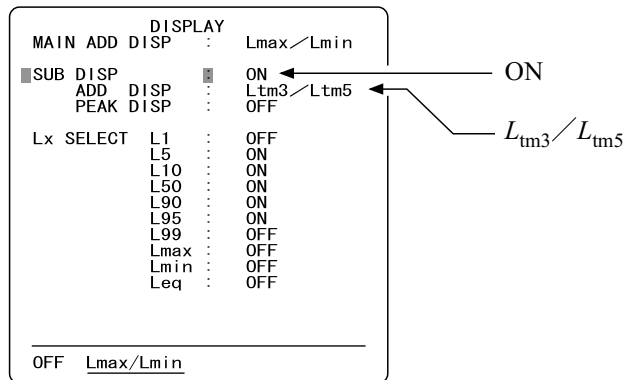 DISPLAY
MAIN ADD DISP : Lmax/Lmin
SUB DISP : ON
ADD DISP : Ltm3/Ltm5
PEAK DISP : OFF
Lx SELECT L1 : OFF
L5 : ON
L10 : ON
L50 : ON
L90 : ON
L95 : ON
L99 : OFF
Lmax : OFF
Lmin : OFF
Leq : OFF
OFF Lmax/Lmin
ON
Ltm3/Ltm5